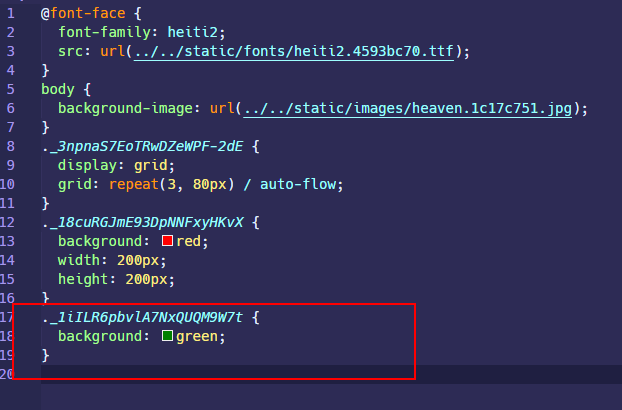 1 @font-face {
2 font-family: heiti2;
3 src: url(../../static/fonts/heiti2.4593bc70.ttf);
4 }
5 body {
6 background-image: url(../../static/images/heaven.1c17c751.jpg);
7 }
8 ._3npnaS7EoTRwDZeWPF-2dE {
9 display: grid;
10 grid: repeat(3, 80px) / auto-flow;
11 }
12 ._18cuRGJmE93DpNNFxyHKvX {
13 background: red;
14 width: 200px;
15 height: 200px;
16 }
17 ._1iILR6pbvlA7NxQUQM9W7t {
18 background: green;
19 }
20